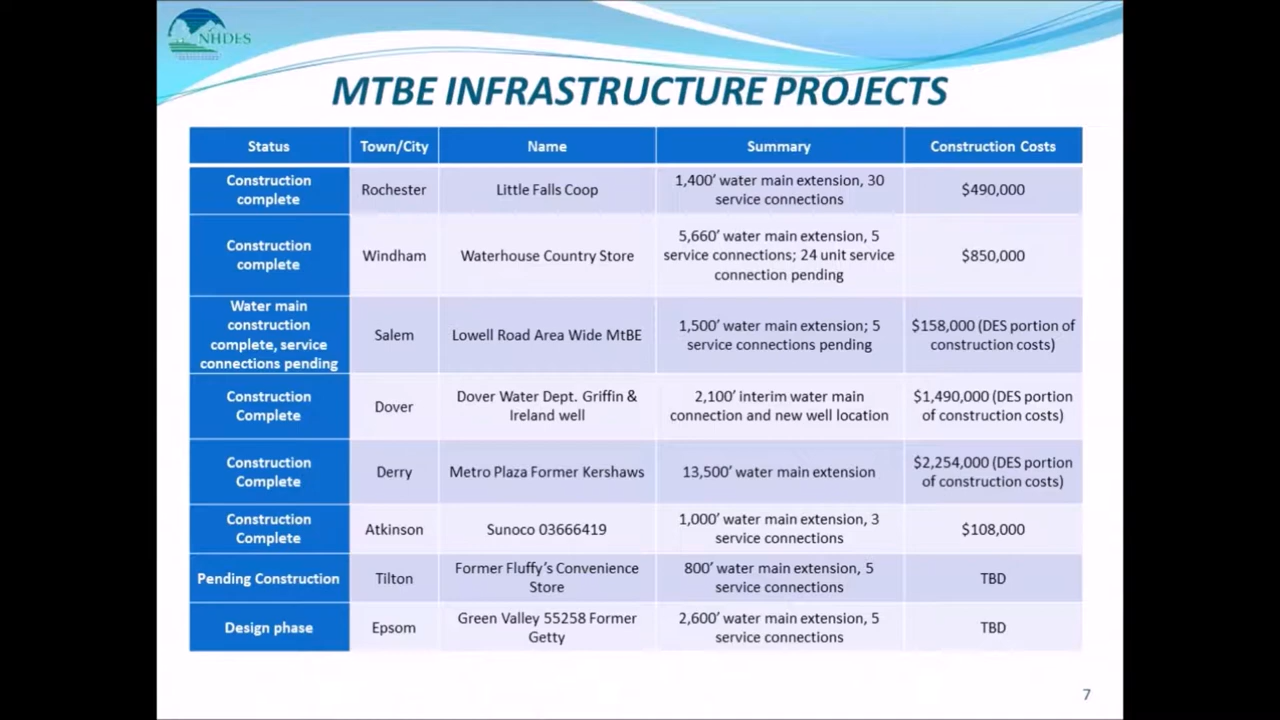 NHDES
MTBE INFRASTRUCTURE PROJECTS
Status Town/City Name Summary Construction Costs
Construction
complete
Rochester
Little Falls Coop
1,400’ water main extension, 30
service connections
$490,000
Construction
complete
Windham
Waterhouse Country Store
5,660’ water main extension, 5
service connections; 24 unit service
connection pending
$850,000
Water main
construction
complete, service
connections pending
Salem
Lowell Road Area Wide MtBE
1,500’ water main extension; 5
service connections pending
$158,000 (DES portion of
construction costs)
Construction
Complete
Dover
Dover Water Dept. Griffin &
Ireland well
2,100’ interim water main
connection and new well location
$1,490,000 (DES portion
of construction costs)
Construction
Complete
Derry
Metro Plaza Former Kershaws
13,500’ water main extension
$2,254,000 (DES portion
of construction costs)
Construction
Complete
Atkinson
Sunoco 03666419
1,000’ water main extension, 3
service connections
$108,000
Pending Construction
Tilton
Former Fluffy’s Convenience
Store
800’ water main extension, 5
service connections
TBD
Design phase
Epsom
Green Valley 55258 Former
Getty
2,600’ water main extension, 5
service connections
TBD
7